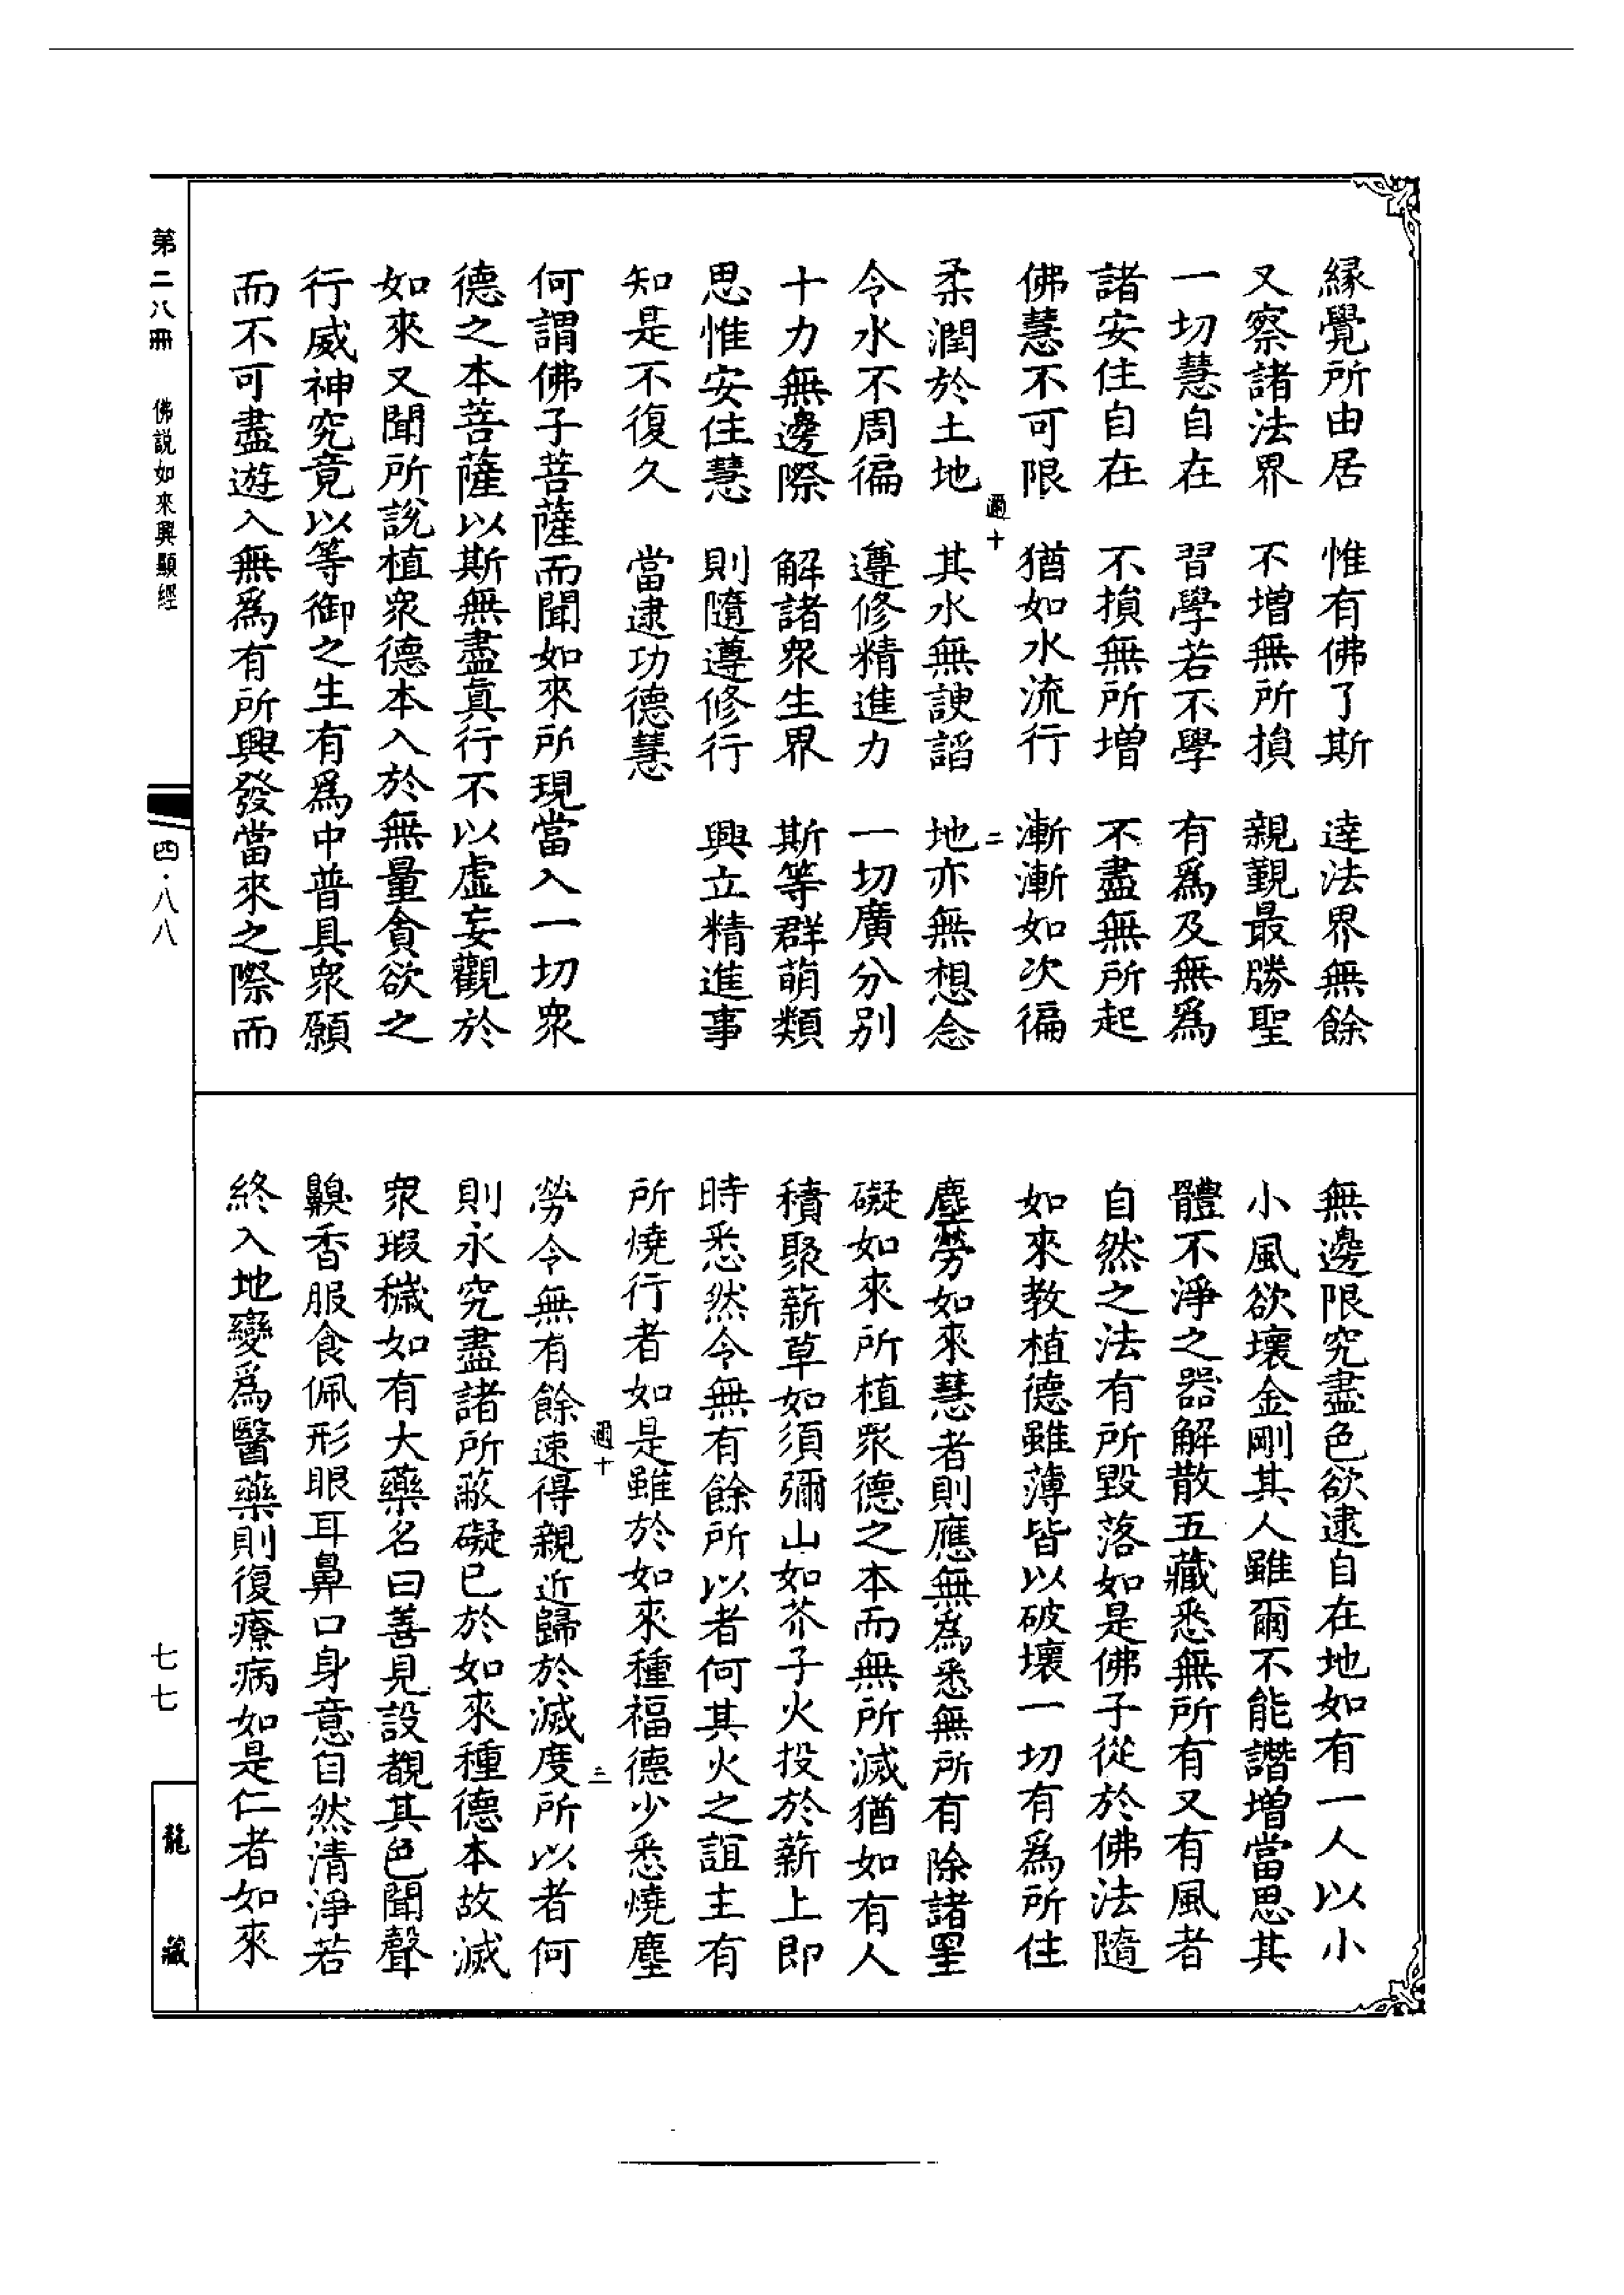 緣覺所由居　惟有佛了斯　達法界無餘
又察諸法界　不增無所損　親覲最勝聖
一切慧自在　習學若不學　有爲及無爲
諸安住自在　不損無所增　不盡無所起
佛慧不可限　猶如水流行　漸漸如次徧
邇十　二
柔潤於土地　其水無諛諂　地亦無想念
令水不周徧　遵修精進力　一切廣分別
十力無邊際　解諸衆生界　斯等群萌類
思惟安住慧　則隨遵修行　興立精進事
知是不復久　當逮功德慧
何謂佛子菩薩而聞如來所現當入一切衆
德之本菩薩以斯無盡真行不以虛妄觀於
如來又聞所說植衆德本入於無量貪欲之
行威神究竟以等御之生有爲中普具衆願
而不可盡遊入無爲有所興發當來之際而
無邊限究盡色欲逮自在地如有一人以小
小風欲壞金剛其人雖爾不能諧增當思其
體不淨之器解散五藏悉無所有又有風者
自然之法有所毀落如是佛子從於佛法隨
如來教植德雖薄皆以破壞一切有爲所住
塵勞如來慧者則應無爲悉無所有除諸罣
礙如來所植衆德之本而無所滅猶如有人
積聚薪草如須彌山如芥子火投於薪上即
時悉然令無有餘所以者何其火之誼主有
所燒行者如是雖於如來種福德少悉燒塵
邇十　三
勞令無有餘速得親近歸於滅度所以者何
則永究盡諸所蔽礙已於如來種德本故滅
衆瑕穢如有大藥名曰善見設覩其色聞聲
齅香服食佩形眼耳鼻口身意自然清淨若
終入地變爲醫藥則復療病如是仁者如來
第二八冊　佛説如來興顯經
四・八八
七七
龍藏